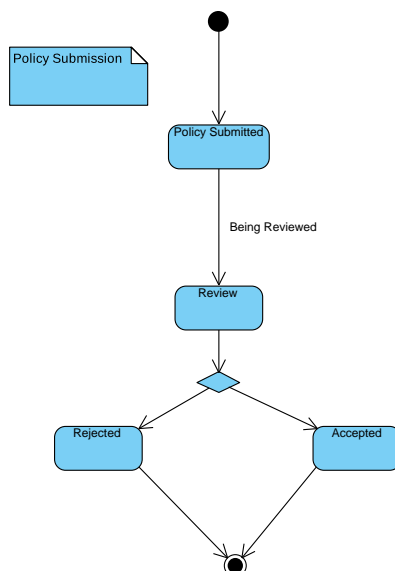 Policy Submission
Policy Submitted
Being Reviewed
Review
Rejected
Accepted